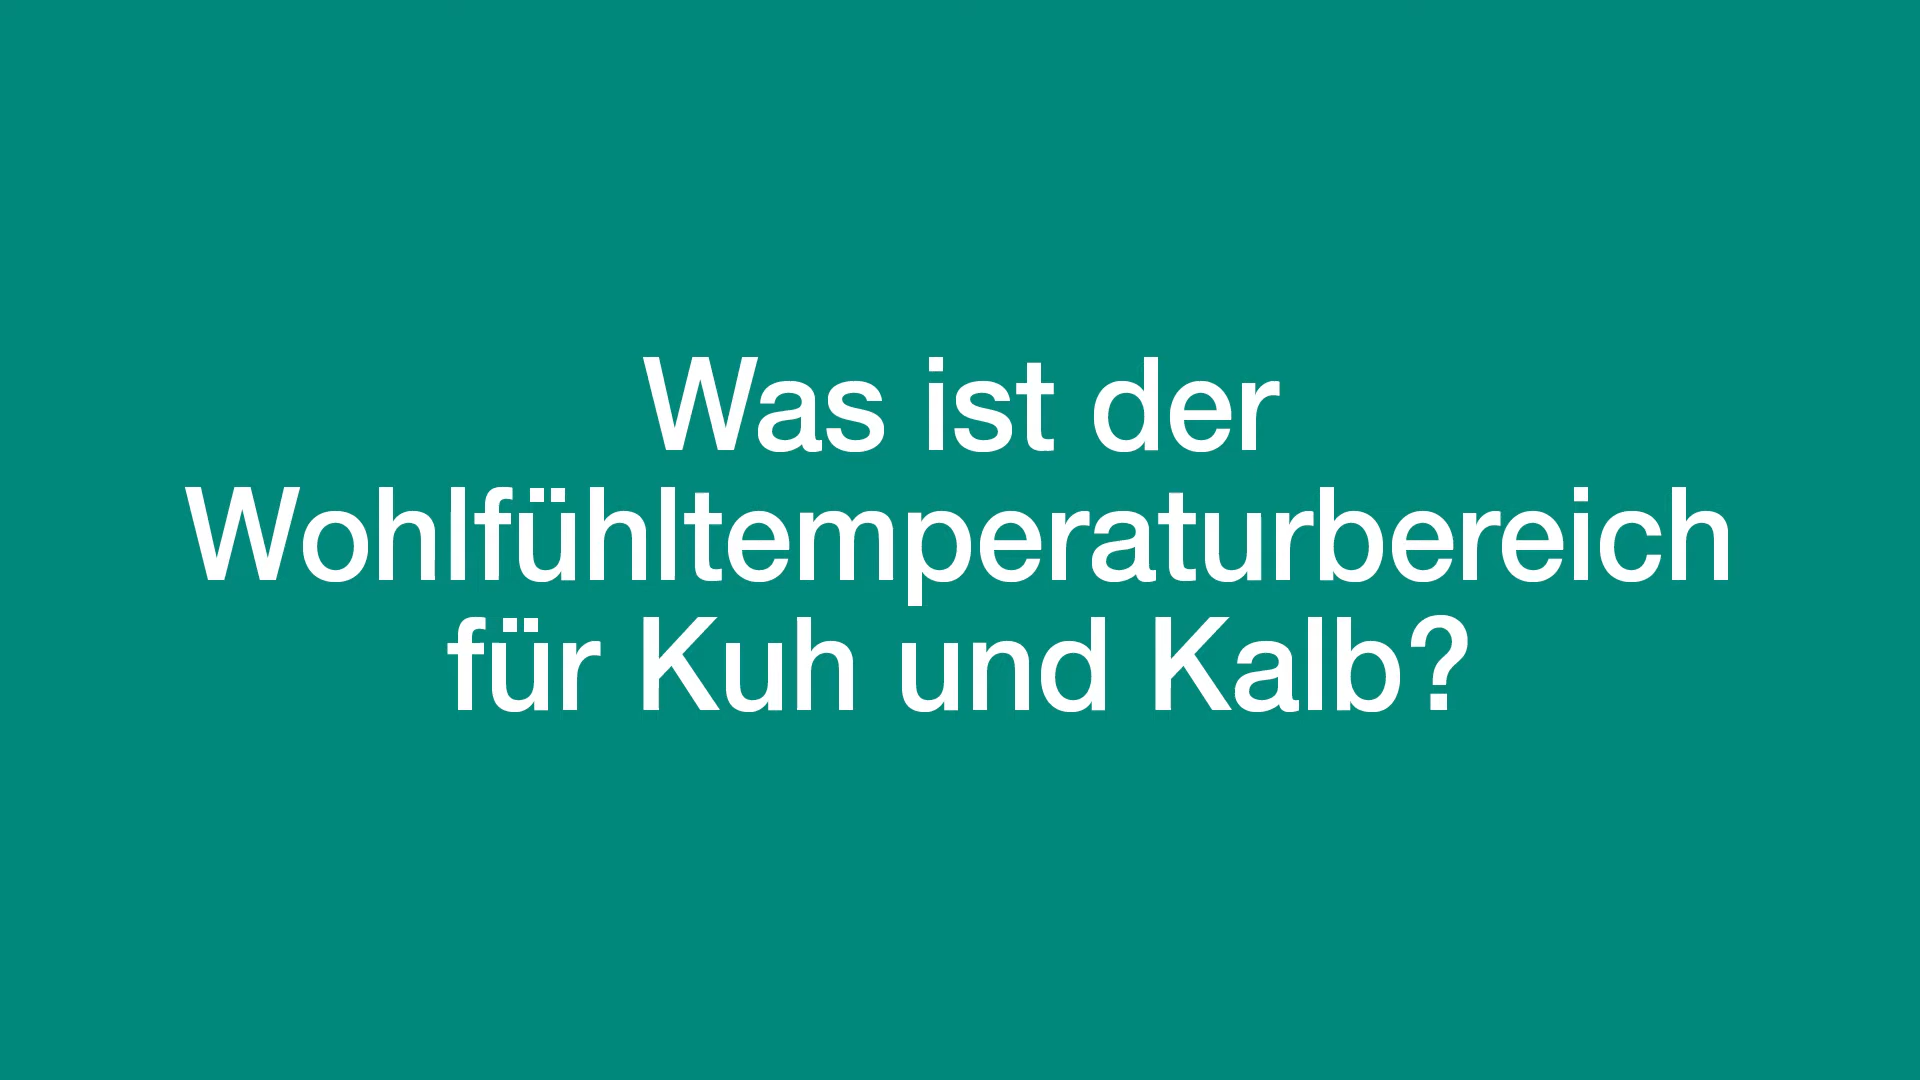 Was ist der
Wohlfühltemperaturbereich
für Kuh und Kalb?